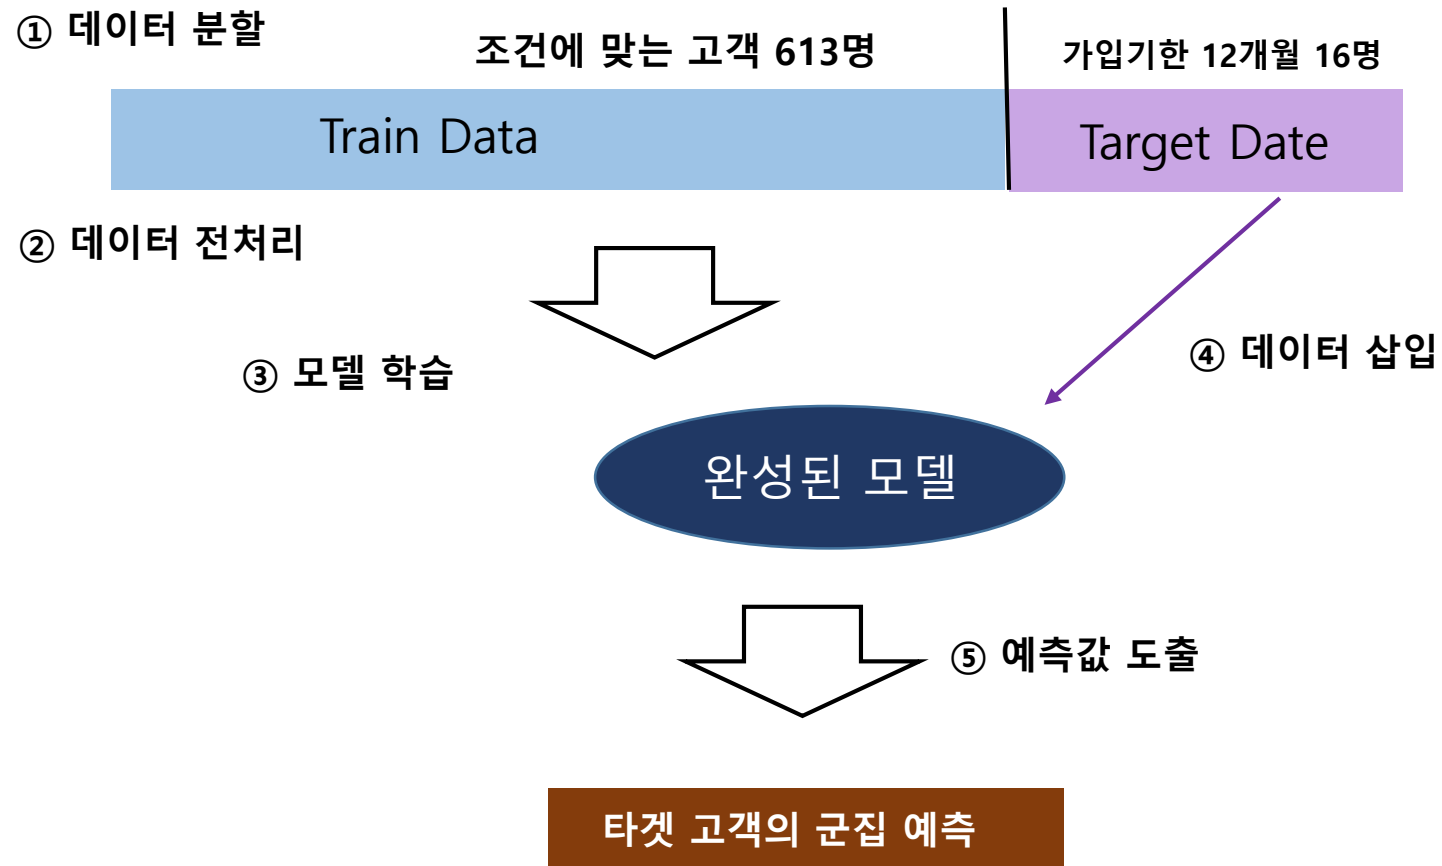 ① 데이터 분할
조건에 맞는 고객 613명
가입기한 12개월 16명
Train Data
Target Date
② 데이터 전처리
③ 모델 학습
④ 데이터 삽입
완성된 모델
⑤ 예측값 도출
타겟 고객의 군집 예측